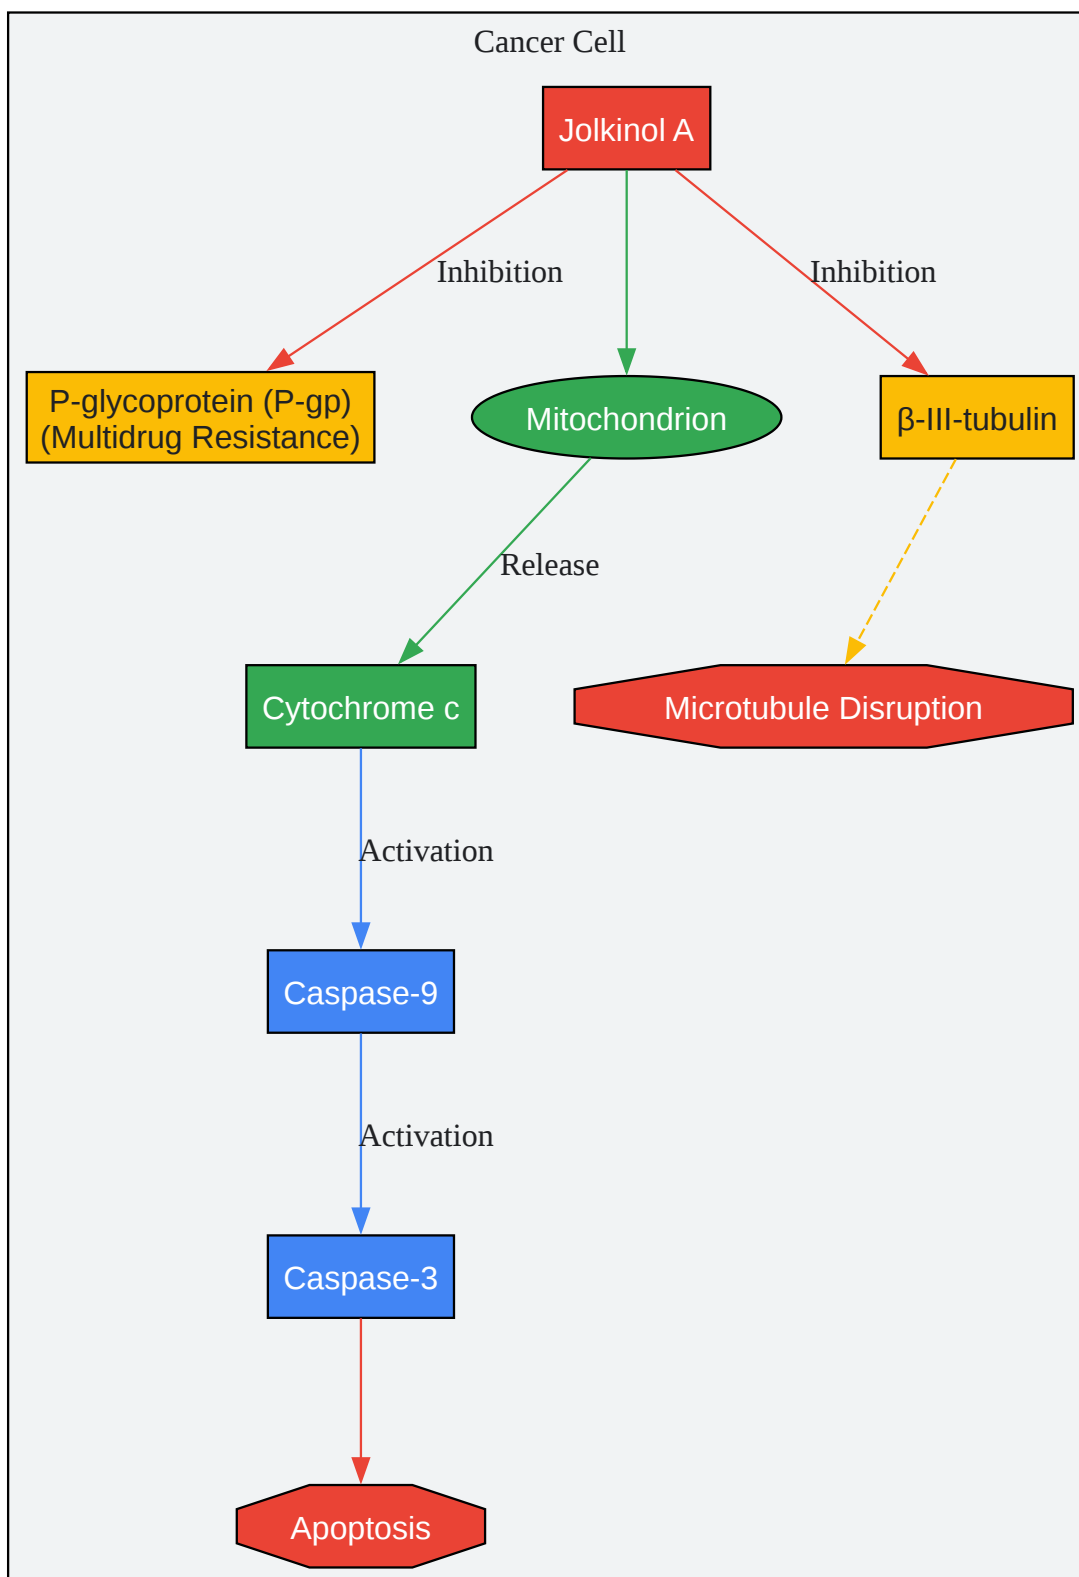 Cancer Cell
Jolkinol A
Inhibition
Inhibition
P-glycoprotein (P-gp)
(Multidrug Resistance)
Mitochondrion
β-III-tubulin
Release
Cytochrome c
Microtubule Disruption
Activation
Caspase-9
Activation
Caspase-3
Apoptosis